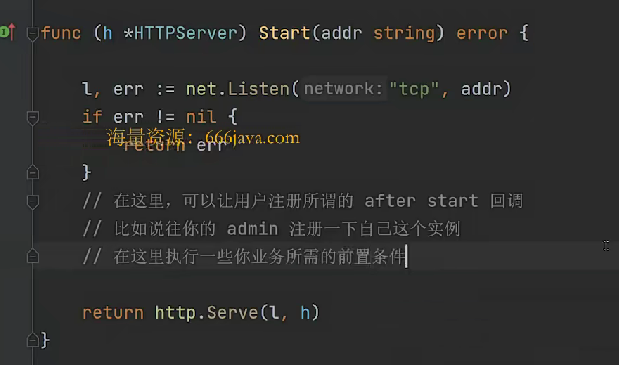 func (h *HTTPServer) Start(addr string) error {
l, err := net.Listen( network: "tcp", addr)
if err != nil {
海量资源：666java.com
return err
}
// 在这里，可以让用户注册所谓的 after start 回调
// 比如说往你的 admin 注册一下自己这个实例
// 在这里执行一些你业务所需的前置条件
return http.Serve(l, h)
}